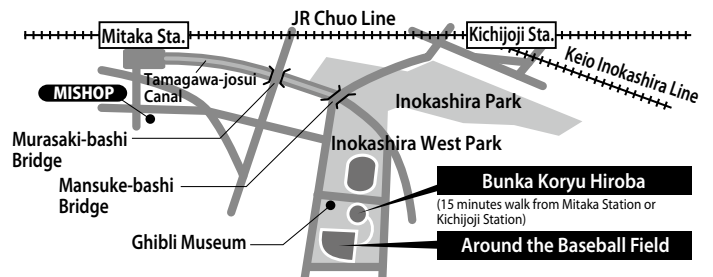 JR Chuo Line
Mitaka Sta.
Kichijoji Sta.
Keio Inokashira Line
Tamagawa-josui
Canal
MISHOP
Inokashira Park
Murasaki-bashi
Bridge
Inokashira West Park
Mansuke-bashi
Bridge
Bunka Koryu Hiroba
(15 minutes walk from Mitaka Station or
Kichijoji Station)
Ghibli Museum
Around the Baseball Field